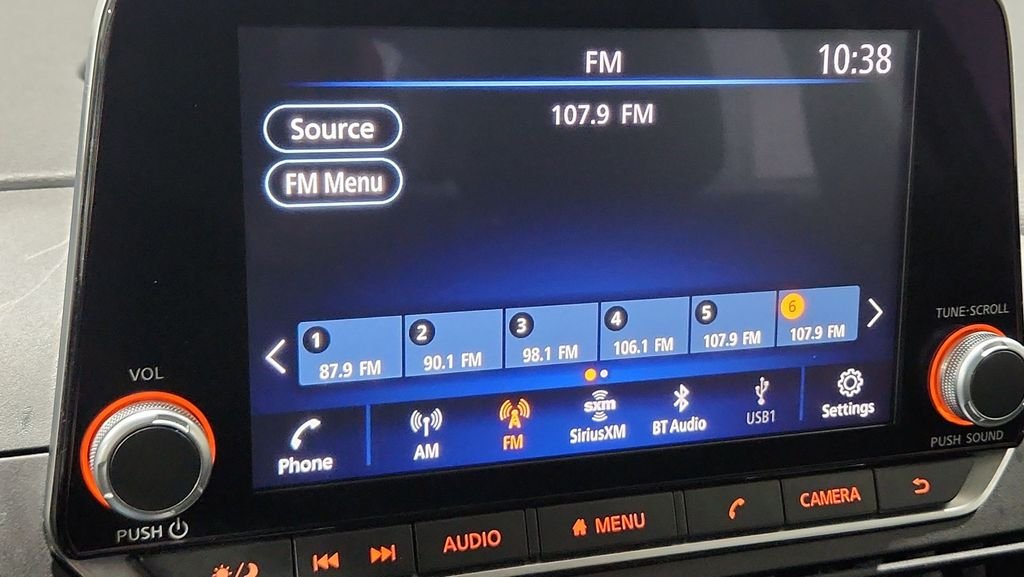 FM
10:38
107.9 FM
Source
FM Menu
1
87.9 FM
2
90.1 FM
3
98.1 FM
4
106.1 FM
5
107.9 FM
6
107.9 FM
Phone
AM
FM
sxm
SiriusXM
BT Audio
USB1
Settings
VOL
PUSH
TUNE·SCROLL
PUSH SOUND
AUDIO
MENU
CAMERA